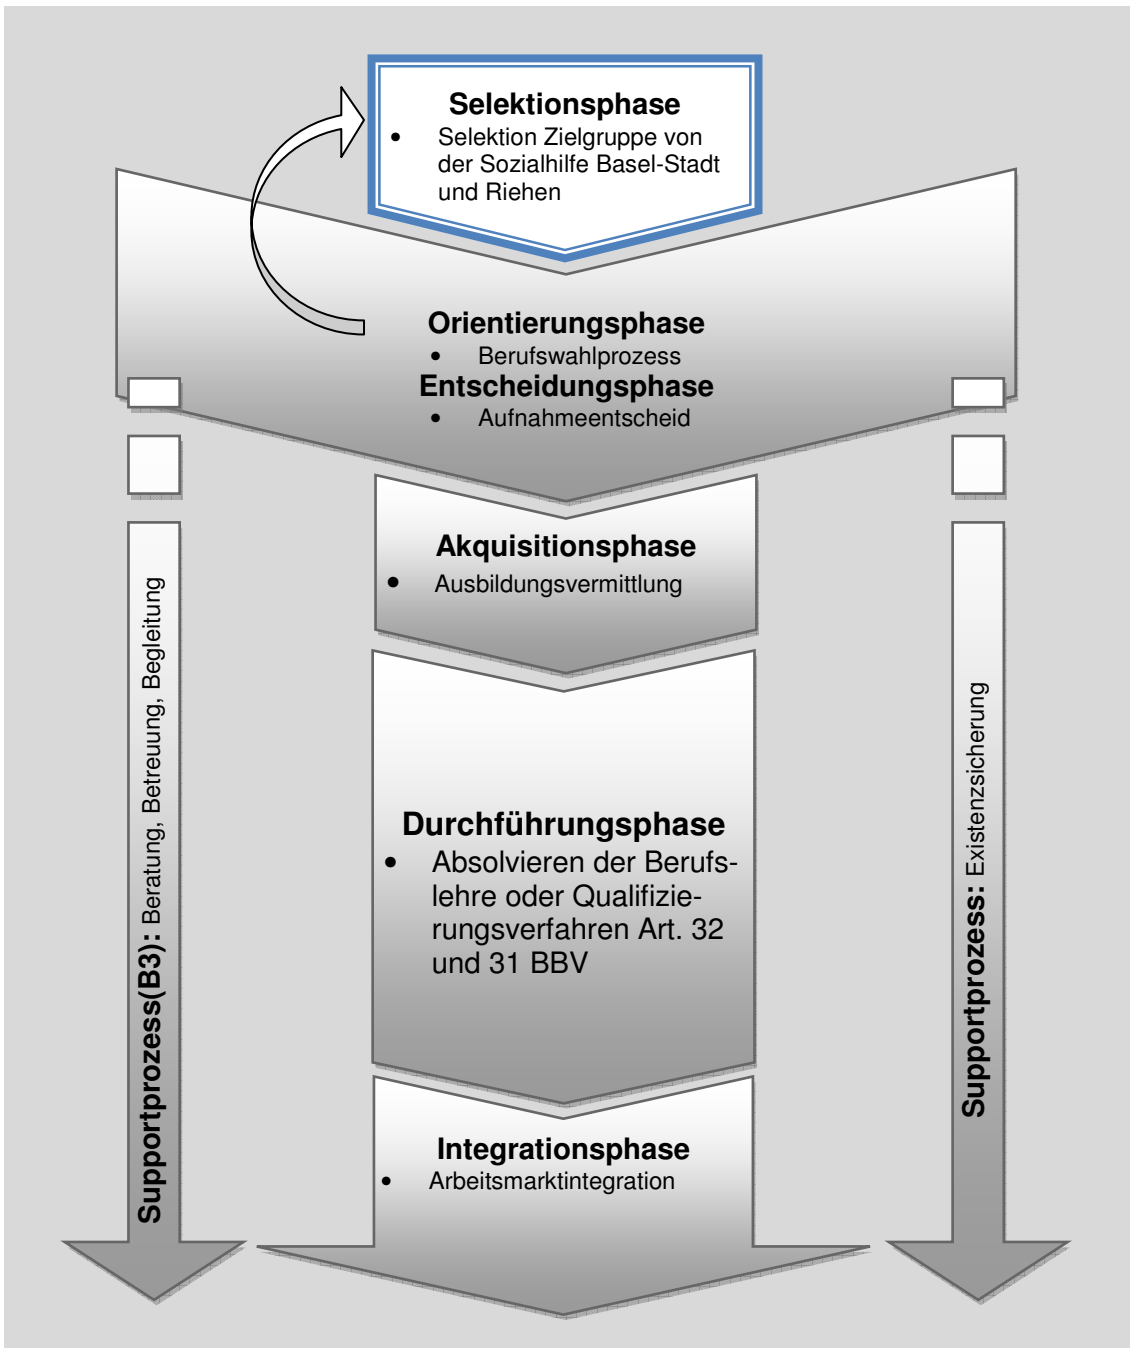 Selektionsphase
• Selektion Zielgruppe von
der Sozialhilfe Basel-Stadt
und Riehen
Orientierungsphase
• Berufswahlprozess
Entscheidungsphase
• Aufnahmeentscheid
Akquisitionsphase
• Ausbildungsvermittlung
Durchführungsphase
• Absolvieren der Berufs-
lehre oder Qualifizie-
rungsverfahren Art. 32
und 31 BBV
Integrationsphase
• Arbeitsmarktintegration
Supportprozess(B3): Beratung, Betreuung, Begleitung
Supportprozess: Existenzsicherung